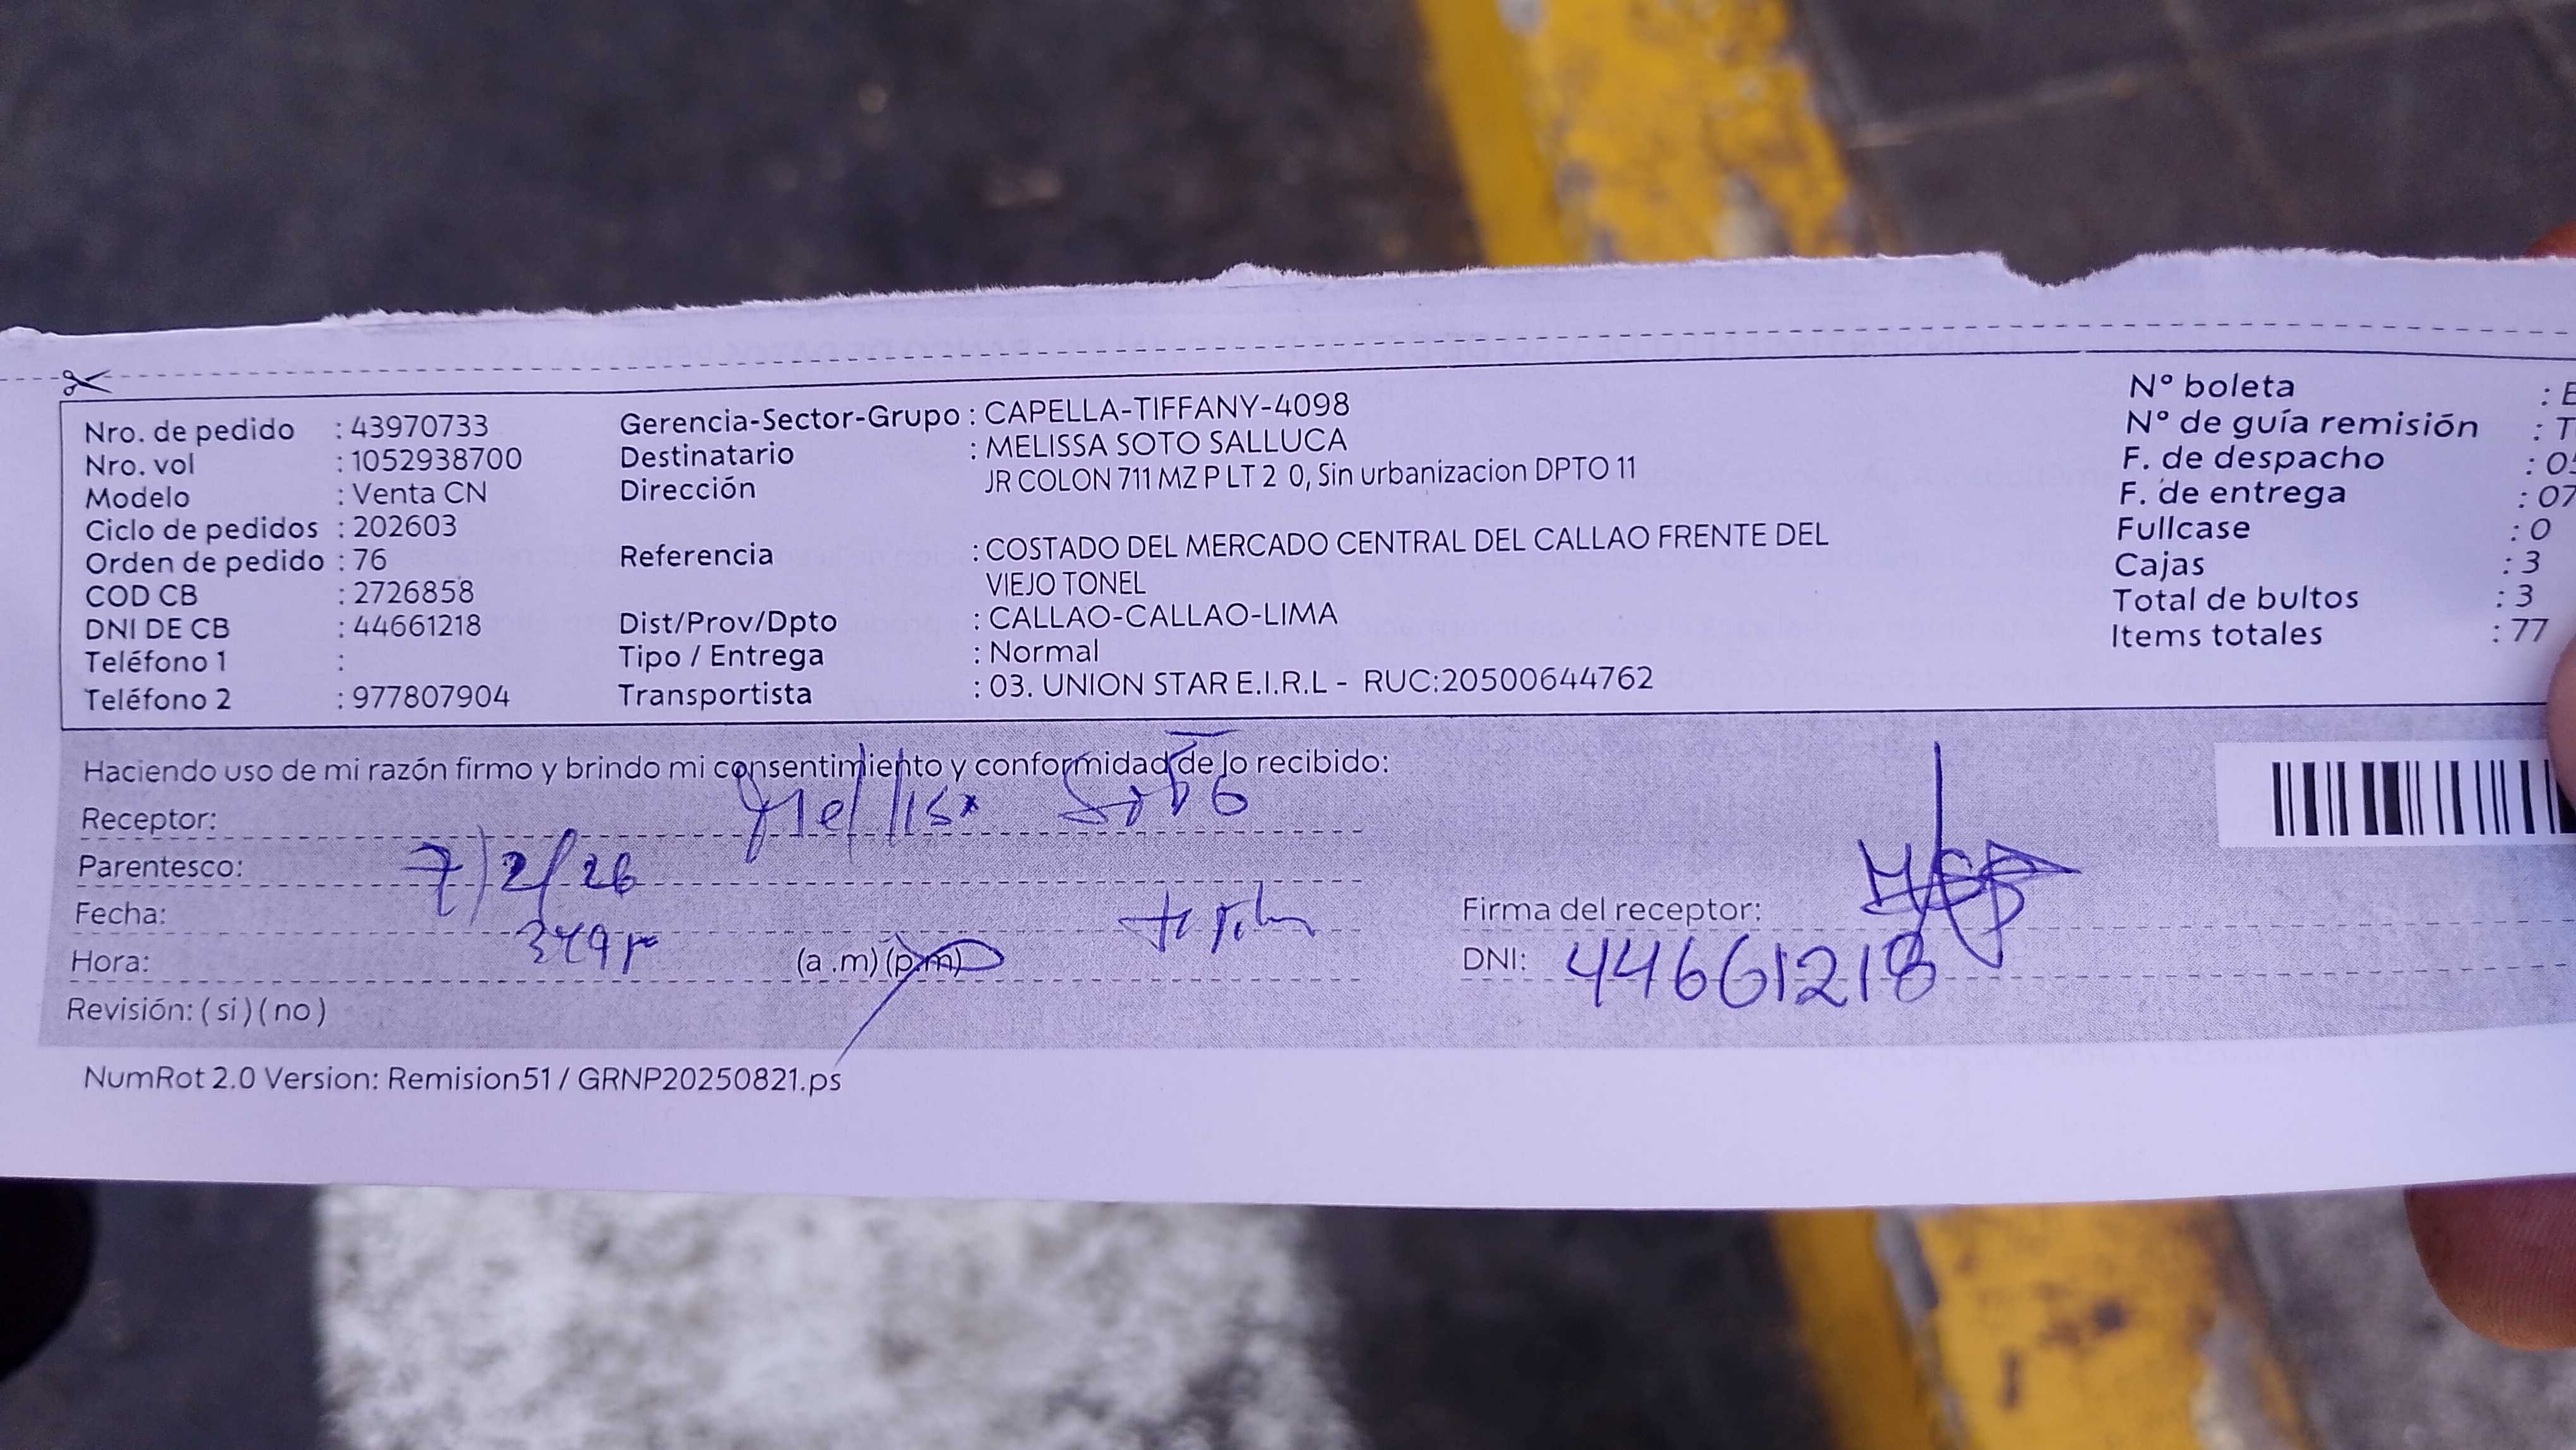 Nro. de pedido : 43970733
Nro. vol : 1052938700
Modelo : Venta CN
Ciclo de pedidos : 202603
Orden de pedido : 76
COD CB : 2726858
DNI DE CB : 44661218
Teléfono 1 :
Teléfono 2 : 977807904
Gerencia-Sector-Grupo : CAPELLA-TIFFANY-4098
Destinatario : MELISSA SOTO SALLUCA
Dirección JR COLON 711 MZ P LT 2 0, Sin urbanizacion DPTO 11
Referencia : COSTADO DEL MERCADO CENTRAL DEL CALLAO FRENTE DEL
VIEJO TONEL
Dist/Prov/Dpto : CALLAO-CALLAO-LIMA
Tipo / Entrega : Normal
Transportista : 03. UNION STAR E.I.R.L - RUC:20500644762
N° boleta :
N° de guía remisión :
F. de despacho :
F. de entrega : 07
Fullcase : 0
Cajas : 3
Total de bultos : 3
Items totales : 77
Haciendo uso de mi razón firmo y brindo mi consentimiento y conformidad de lo recibido:
Receptor: Mellisa Soto
Parentesco:
Fecha: 7/2/26
Hora: 349 p (a .m) (p.m)
Revisión: ( si ) ( no )
Firma del receptor:
DNI: 44661218
NumRot 2.0 Version: Remision51 / GRNP20250821.ps